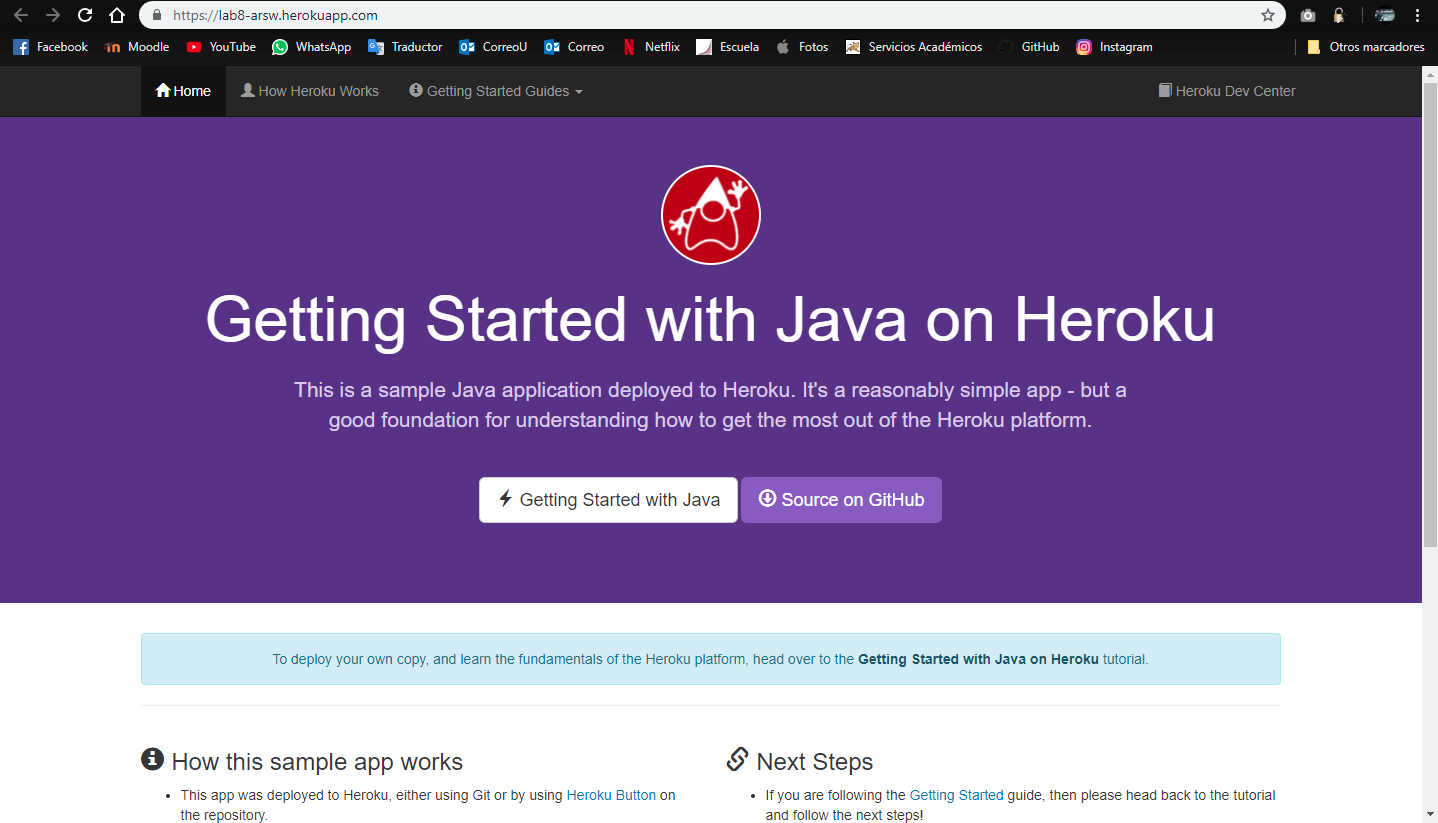 https://lab8-arsw.herokuapp.com
Facebook Moodle YouTube WhatsApp Traductor CorreoU Correo Netflix Escuela Fotos Servicios Académicos GitHub Instagram Otros marcadores
Home How Heroku Works Getting Started Guides Heroku Dev Center
Getting Started with Java on Heroku
This is a sample Java application deployed to Heroku. It's a reasonably simple app - but a
good foundation for understanding how to get the most out of the Heroku platform.
Getting Started with Java Source on GitHub
To deploy your own copy, and learn the fundamentals of the Heroku platform, head over to the Getting Started with Java on Heroku tutorial.
How this sample app works
This app was deployed to Heroku, either using Git or by using Heroku Button on
the repository.
Next Steps
If you are following the Getting Started guide, then please head back to the tutorial
and follow the next steps!